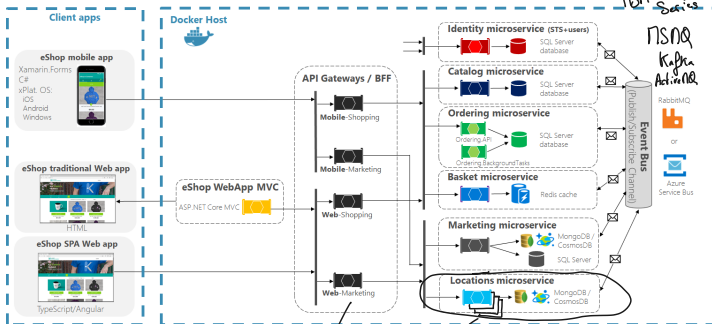 Client apps
eShop mobile app
Xamarin.Forms
C#
xPlat. OS:
iOS
Android
Windows
eShop traditional Web app
HTML
eShop SPA Web app
TypeScript/Angular
Docker Host
eShop WebApp MVC
ASP.NET Core MVC
API Gateways / BFF
Mobile-Shopping
Mobile-Marketing
Web-Shopping
Web-Marketing
Identity microservice (STS+users)
SQL Server
database
Catalog microservice
SQL Server
database
Ordering microservice
Ordering.API
Ordering.BackgroundTasks
SQL Server
database
Basket microservice
Redis cache
Marketing microservice
MongoDB/
CosmosDB
SQL Server
Locations microservice
MongoDB/
CosmosDB
Event Bus
(Publish/Subscribe Channel)
Series
MSMQ
Kafka
ActiveMQ
RabbitMQ
or
Azure
Service Bus